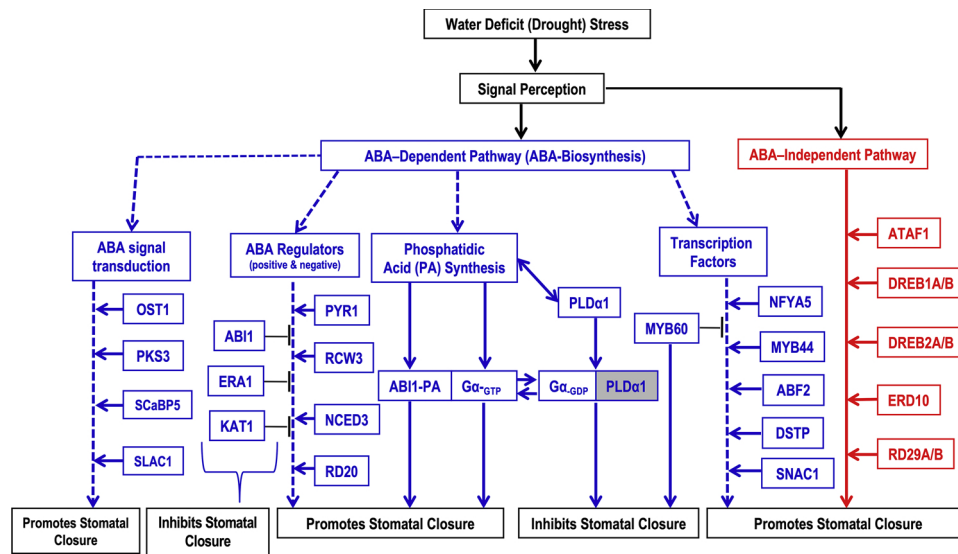 Water Deficit (Drought) Stress
Signal Perception
ABA–Dependent Pathway (ABA-Biosynthesis)
ABA–Independent Pathway
ABA signal
transduction
ABA Regulators
(positive & negative)
Phosphatidic
Acid (PA) Synthesis
Transcription
Factors
OST1
PKS3
SCaBP5
SLAC1
ABI1
ERA1
KAT1
PYR1
RCW3
NCED3
RD20
PLDα1
ABI1-PA
Gα-GTP
Gα-GDP
PLDα1
MYB60
NFYA5
MYB44
ABF2
DSTP
SNAC1
ATAF1
DREB1A/B
DREB2A/B
ERD10
RD29A/B
Promotes Stomatal
Closure
Inhibits Stomatal
Closure
Promotes Stomatal Closure
Inhibits Stomatal Closure
Promotes Stomatal Closure